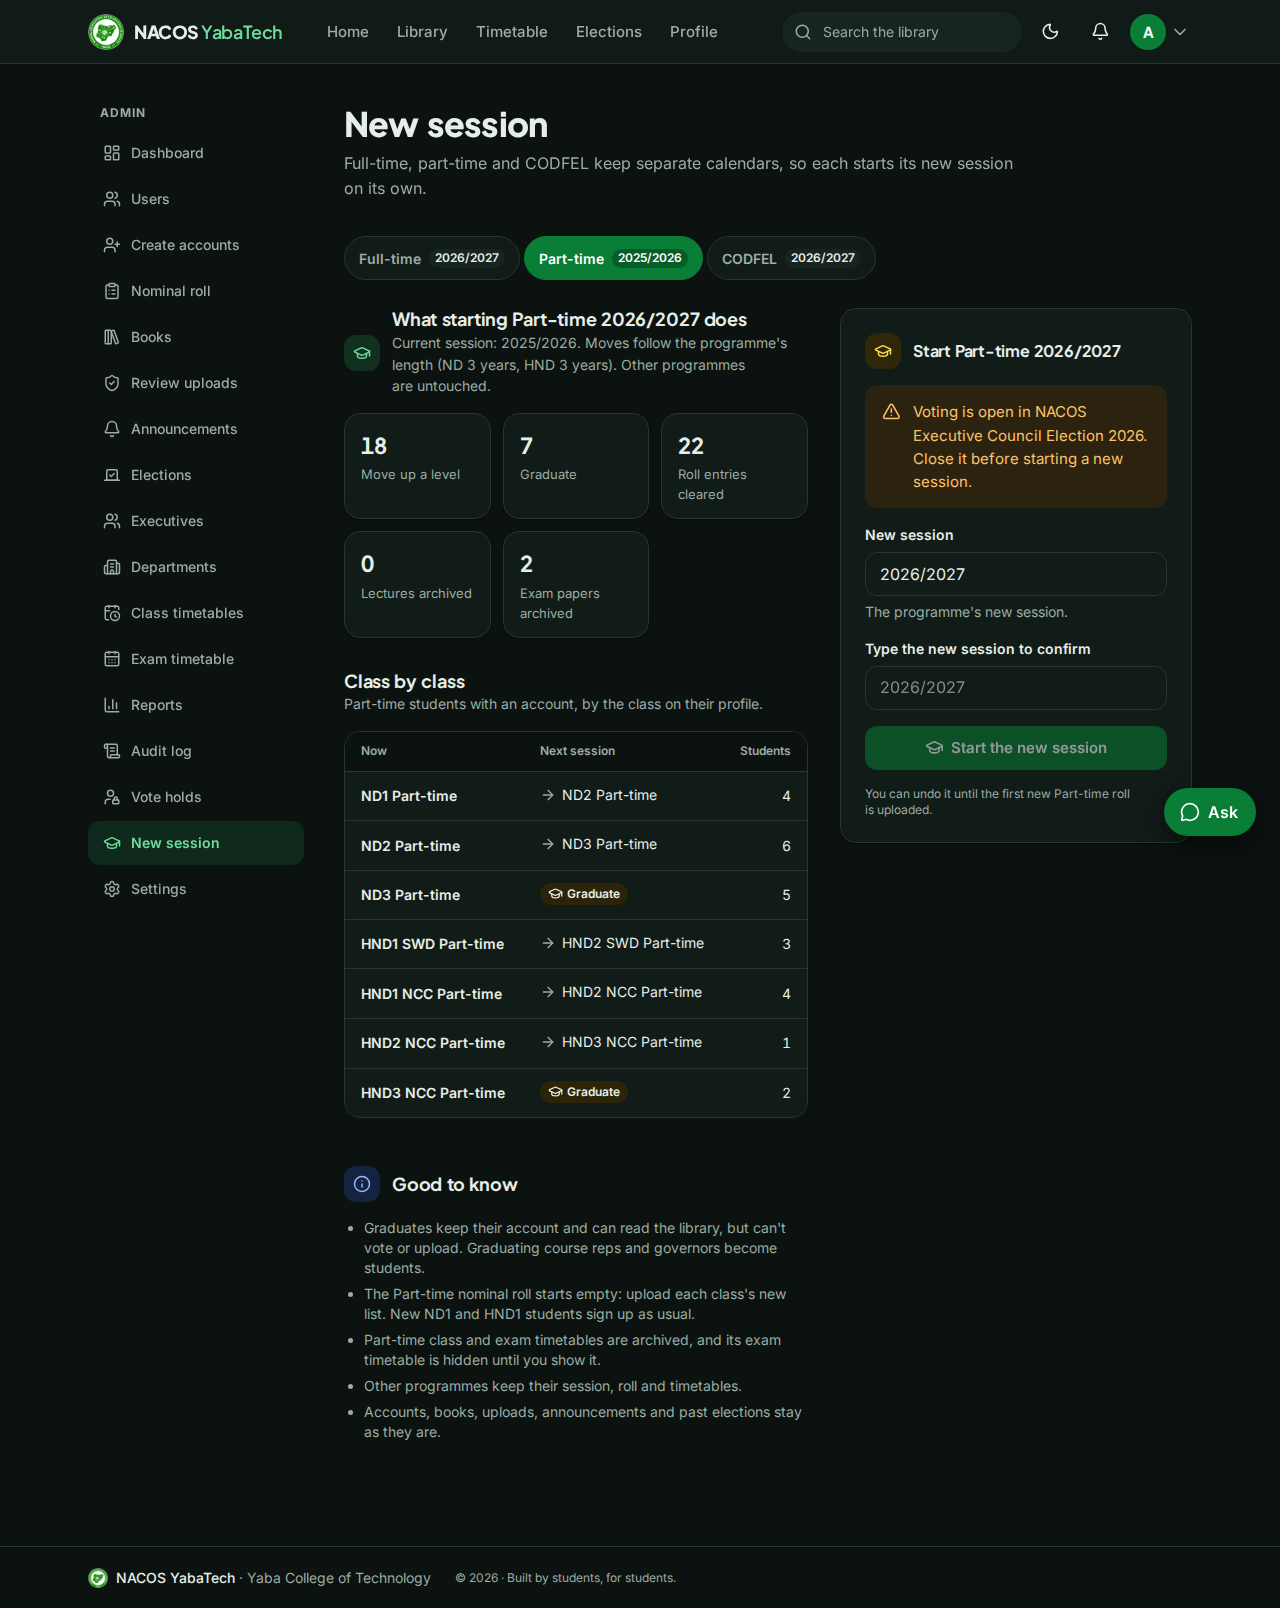 NACOS YabaTech
Home
Library
Timetable
Elections
Profile
Search the library
A
ADMIN
Dashboard
Users
Create accounts
Nominal roll
Books
Review uploads
Announcements
Elections
Executives
Departments
Class timetables
Exam timetable
Reports
Audit log
Vote holds
New session
Settings
New session
Full-time, part-time and CODFEL keep separate calendars, so each starts its new session
on its own.
Full-time 2026/2027
Part-time 2025/2026
CODFEL 2026/2027
What starting Part-time 2026/2027 does
Current session: 2025/2026. Moves follow the programme's
length (ND 3 years, HND 3 years). Other programmes
are untouched.
18
Move up a level
7
Graduate
22
Roll entries
cleared
0
Lectures archived
2
Exam papers
archived
Class by class
Part-time students with an account, by the class on their profile.
Now Next session Students
ND1 Part-time → ND2 Part-time 4
ND2 Part-time → ND3 Part-time 6
ND3 Part-time Graduate 5
HND1 SWD Part-time → HND2 SWD Part-time 3
HND1 NCC Part-time → HND2 NCC Part-time 4
HND2 NCC Part-time → HND3 NCC Part-time 1
HND3 NCC Part-time Graduate 2
Good to know
• Graduates keep their account and can read the library, but can't
vote or upload. Graduating course reps and governors become
students.
• The Part-time nominal roll starts empty: upload each class's new
list. New ND1 and HND1 students sign up as usual.
• Part-time class and exam timetables are archived, and its exam
timetable is hidden until you show it.
• Other programmes keep their session, roll and timetables.
• Accounts, books, uploads, announcements and past elections stay
as they are.
Start Part-time 2026/2027
Voting is open in NACOS
Executive Council Election 2026.
Close it before starting a new
session.
New session
2026/2027
The programme's new session.
Type the new session to confirm
2026/2027
Start the new session
You can undo it until the first new Part-time roll
is uploaded.
Ask
NACOS YabaTech · Yaba College of Technology
© 2026 · Built by students, for students.